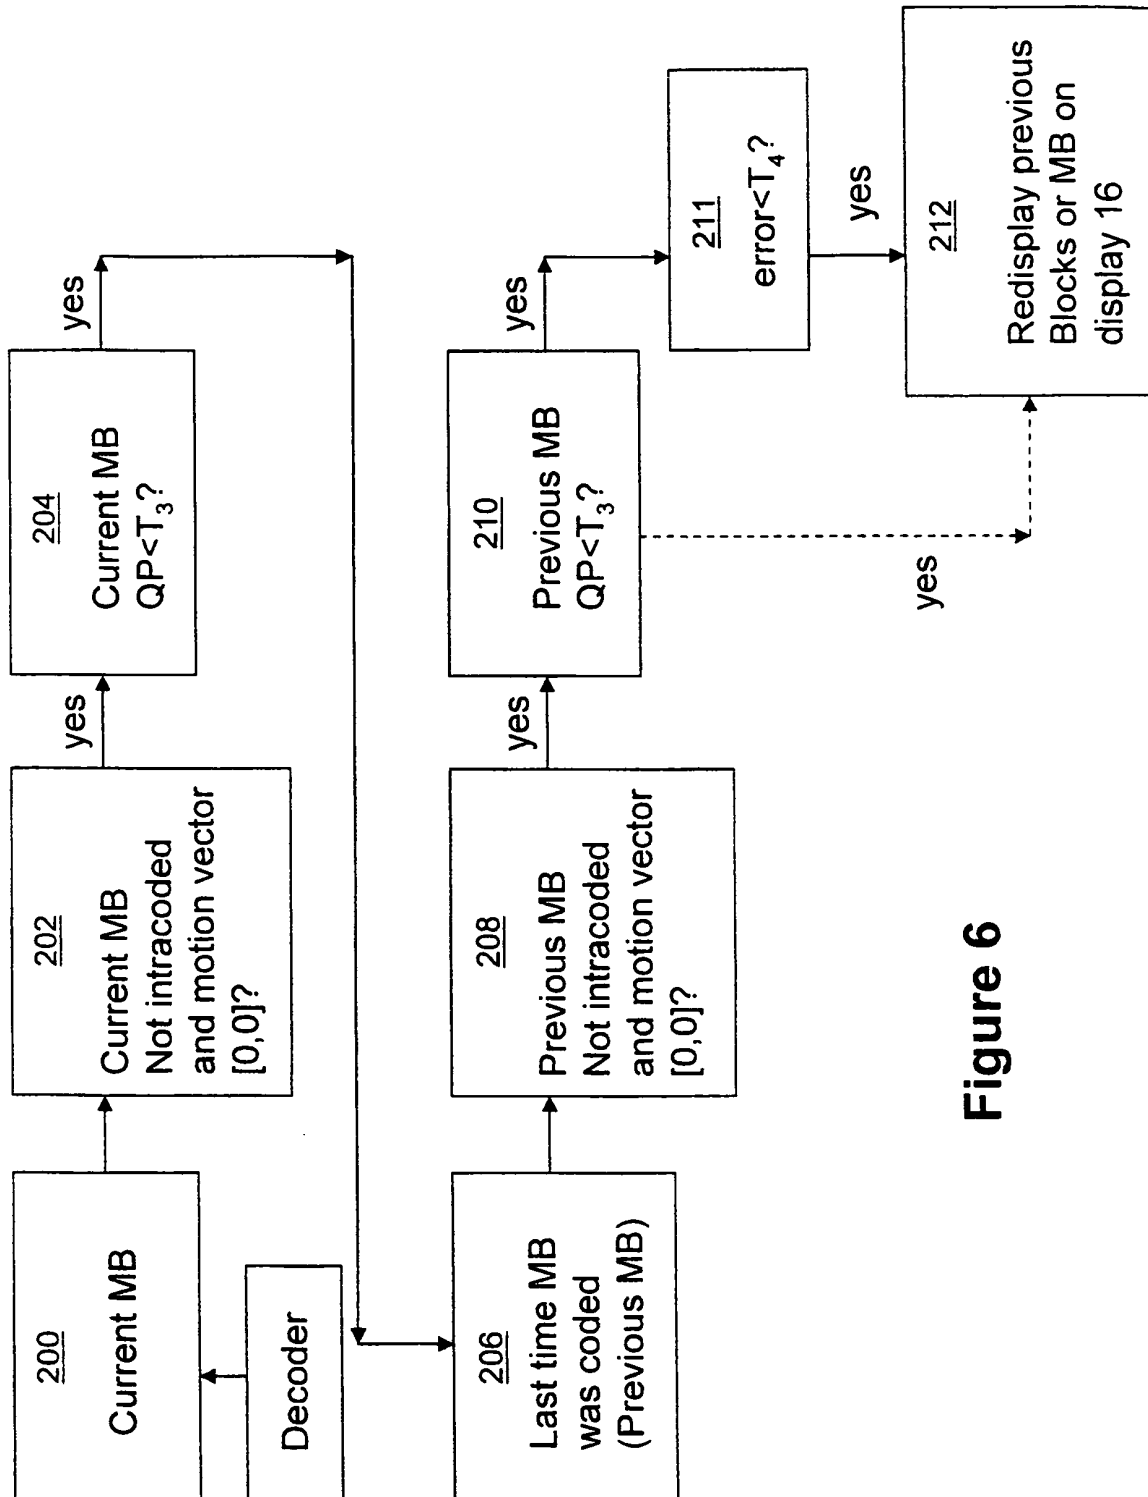 200
Current MB
Decoder
202
Current MB
Not intracoded
and motion vector
[0,0]?
yes
204
Current MB
QP<T₃?
yes
206
Last time MB
was coded
(Previous MB)
208
Previous MB
Not intracoded
and motion vector
[0,0]?
yes
210
Previous MB
QP<T₃?
yes
yes
211
error<T₄?
yes
212
Redisplay previous
Blocks or MB on
display 16
Figure 6